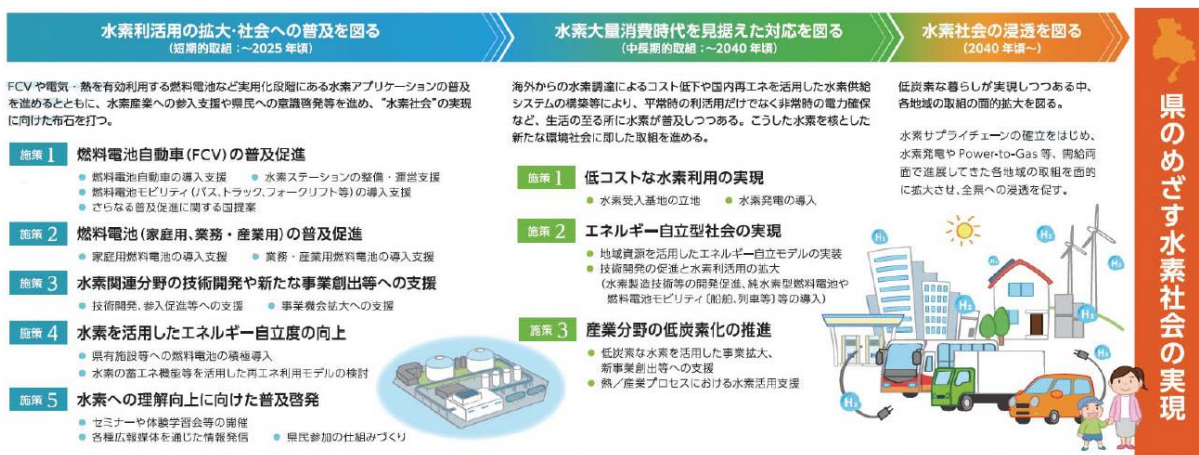 水素利活用の拡大・社会への普及を図る
(短期的取組:~2025年頃)
FCVや電気・熱を有効利用する燃料電池など実用化段階にある水素アプリケーションの普及
を進めるとともに、水素産業への参入支援や県民への意識啓発等を進め、“水素社会”の実現
に向けた布石を打つ。
施策1 燃料電池自動車(FCV)の普及促進
● 燃料電池自動車の導入支援 ● 水素ステーションの整備・運営支援
● 燃料電池モビリティ(バス、トラック、フォークリフト等)の導入支援
● さらなる普及促進に関する国提案
施策2 燃料電池(家庭用、業務・産業用)の普及促進
● 家庭用燃料電池の導入支援 ● 業務・産業用燃料電池の導入支援
施策3 水素関連分野の技術開発や新たな事業創出等への支援
● 技術開発、参入促進等への支援 ● 事業機会拡大への支援
施策4 水素を活用したエネルギー自立度の向上
● 県有施設等への燃料電池の積極導入
● 水素の蓄エネ機能等を活用した再エネ利用モデルの検討
施策5 水素への理解向上に向けた普及啓発
● セミナーや体験学習会等の開催
● 各種広報媒体を通じた情報発信 ● 県民参加の仕組みづくり
水素大量消費時代を見据えた対応を図る
(中長期的取組:~2040年頃)
海外からの水素調達によるコスト低下や国内再エネを活用した水素供給
システムの構築等により、平常時の利活用だけでなく非常時の電力確保
など、生活の至る所に水素が普及しつつある。こうした水素を核とした
新たな環境社会に即した取組を進める。
施策1 低コストな水素利用の実現
● 水素受入基地の立地 ● 水素発電の導入
施策2 エネルギー自立型社会の実現
● 地域資源を活用したエネルギー自立モデルの実装
● 技術開発の促進と水素利活用の拡大
(水素製造技術等の開発促進、純水素型燃料電池や
燃料電池モビリティ[船舶、列車等]等の導入)
施策3 産業分野の低炭素化の推進
● 低炭素な水素を活用した事業拡大、
新事業創出等への支援
● 熱/産業プロセスにおける水素活用支援
水素社会の浸透を図る
(2040年頃~)
低炭素な暮らしが実現しつつある中、
各地域の取組の面的拡大を図る。
水素サプライチェーンの確立をはじめ、
水素発電やPower-to-Gas等、需給両
面で進展してきた各地域の取組を面的
に拡大させ、全県への浸透を促す。
H₂
H₂
H₂
H₂
H₂
H₂
H₂
県のめざす水素社会の実現